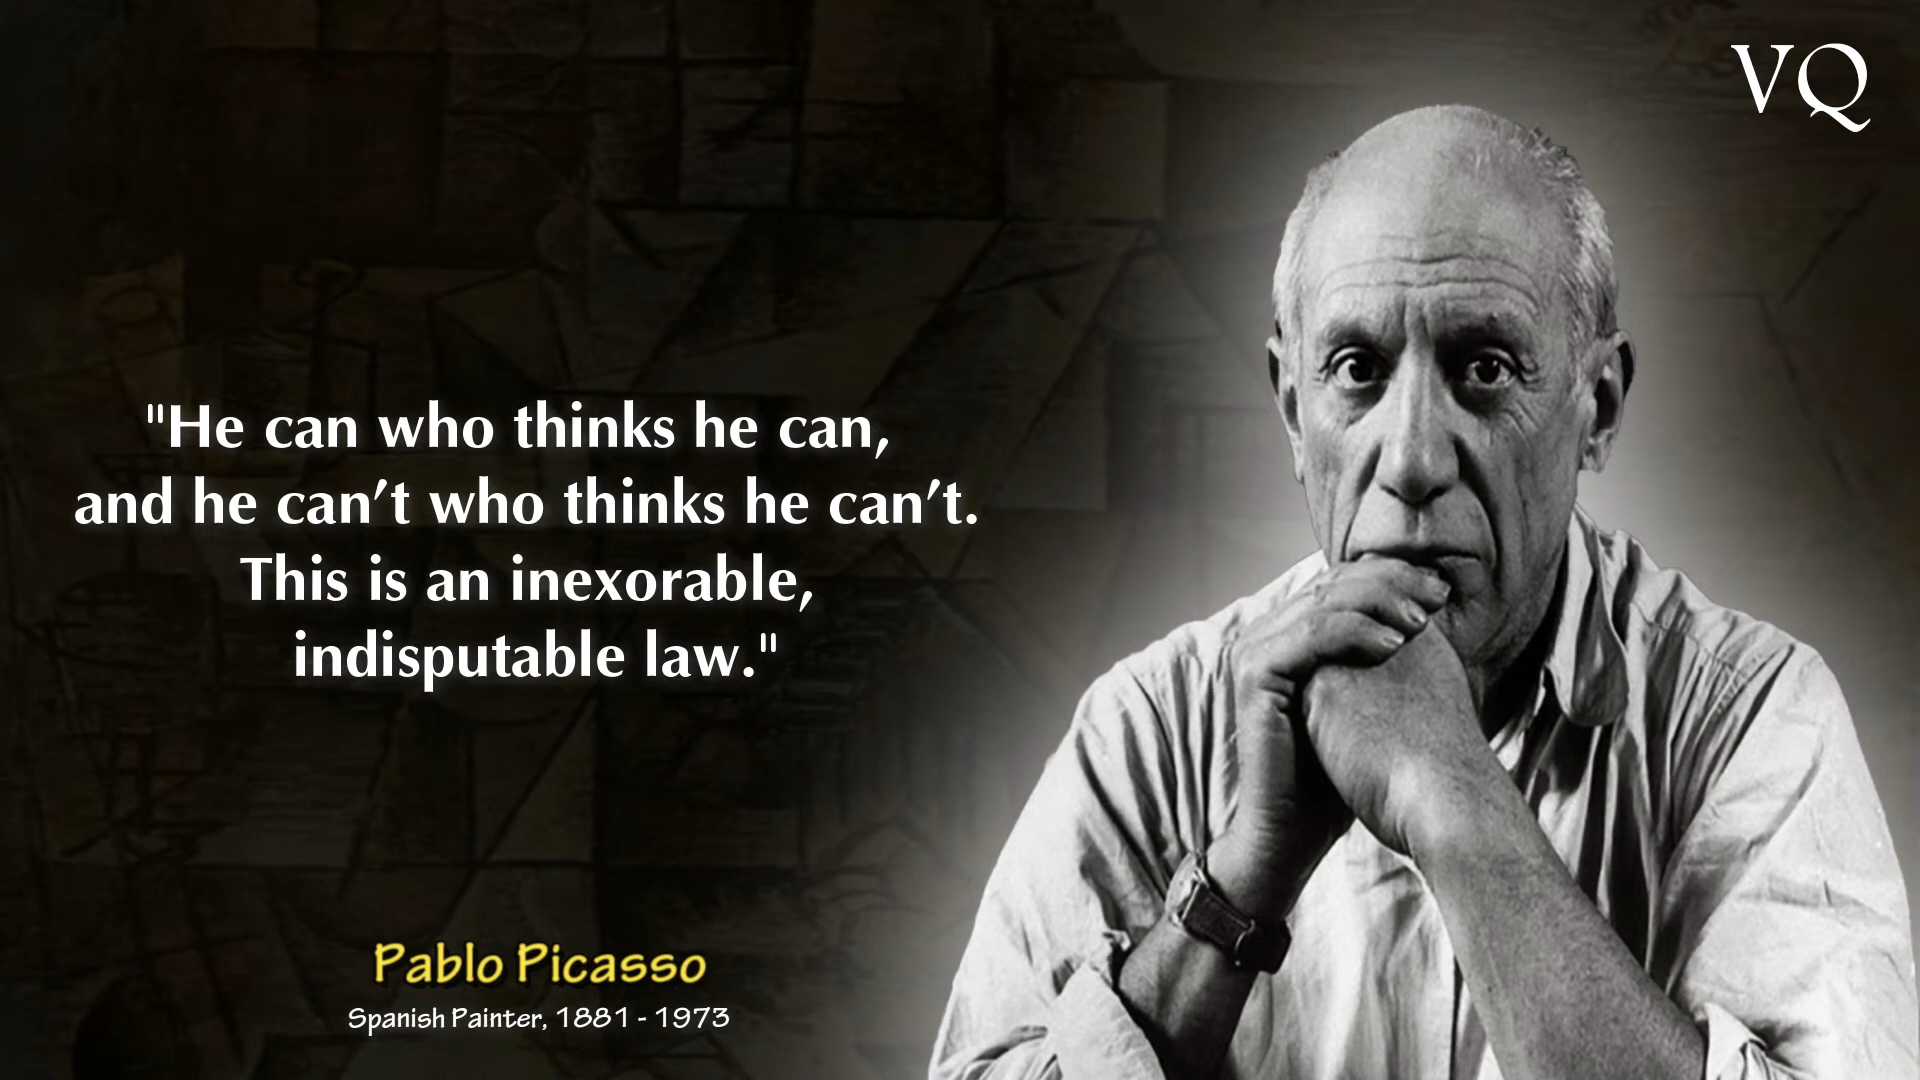 VQ
"He can who thinks he can,
and he can’t who thinks he can’t.
This is an inexorable,
indisputable law."
Pablo Picasso
Spanish Painter, 1881 - 1973